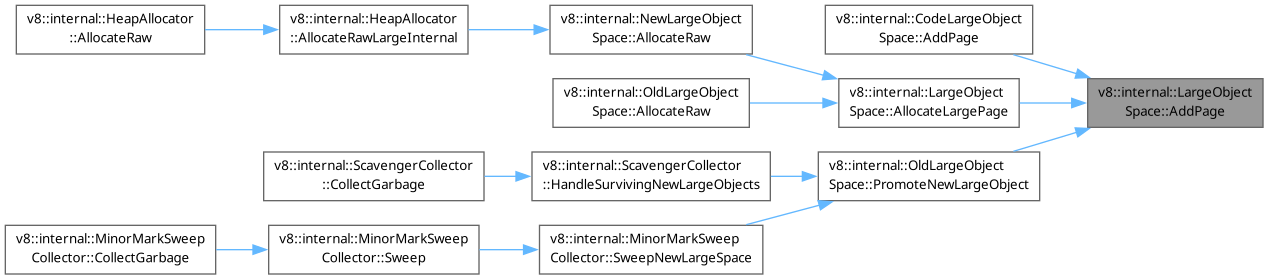 v8::internal::HeapAllocator
::AllocateRaw
v8::internal::HeapAllocator
::AllocateRawLargeInternal
v8::internal::NewLargeObject
Space::AllocateRaw
v8::internal::CodeLargeObject
Space::AddPage
v8::internal::OldLargeObject
Space::AllocateRaw
v8::internal::LargeObject
Space::AllocateLargePage
v8::internal::LargeObject
Space::AddPage
v8::internal::ScavengerCollector
::CollectGarbage
v8::internal::ScavengerCollector
::HandleSurvivingNewLargeObjects
v8::internal::OldLargeObject
Space::PromoteNewLargeObject
v8::internal::MinorMarkSweep
Collector::CollectGarbage
v8::internal::MinorMarkSweep
Collector::Sweep
v8::internal::MinorMarkSweep
Collector::SweepNewLargeSpace